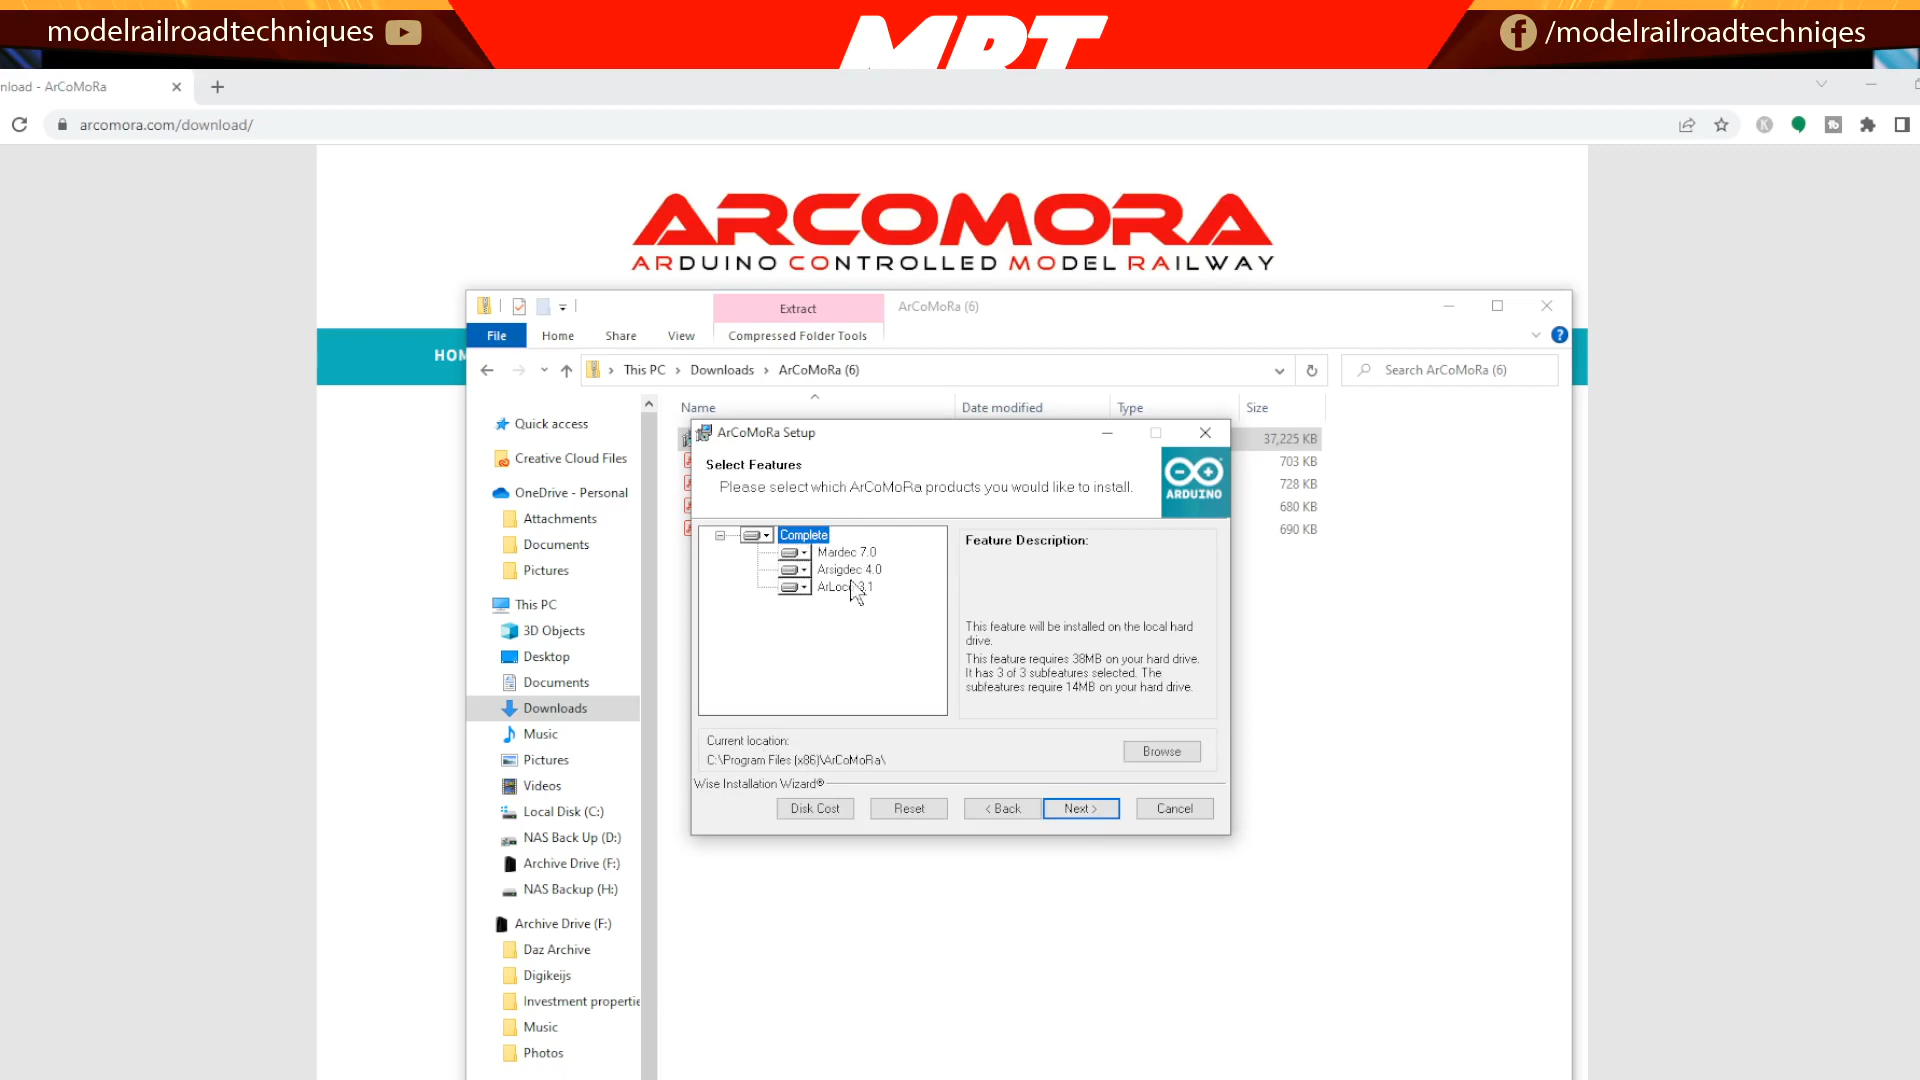 modelrailroadtechniques
MRT
/modelrailroadtechniqes
nload - ArCoMoRa
arcomora.com/download/
ARCOMORA
ARDUINO CONTROLLED MODEL RAILWAY
HOM
Extract
ArCoMoRa (6)
File
Home
Share
View
Compressed Folder Tools
This PC
Downloads
ArCoMoRa (6)
Search ArCoMoRa (6)
Name
Date modified
Type
Size
37,225 KB
703 KB
728 KB
680 KB
690 KB
Quick access
Creative Cloud Files
OneDrive - Personal
Attachments
Documents
Pictures
This PC
3D Objects
Desktop
Documents
Downloads
Music
Pictures
Videos
Local Disk (C:)
NAS Back Up (D:)
Archive Drive (F:)
NAS Backup (H:)
Archive Drive (F:)
Daz Archive
Digikeijs
Investment propertie
Music
Photos
ArCoMoRa Setup
Select Features
Please select which ArCoMoRa products you would like to install.
ARDUINO
Complete
Mardec 7.0
Arsigdec 4.0
Feature Description:
This feature will be installed on the local hard
drive.
This feature requires 38MB on your hard drive.
It has 3 of 3 subfeatures selected. The
subfeatures require 14MB on your hard drive.
Current location:
C:\Program Files (x86)\ArCoMoRa\
Browse
Wise Installation Wizard®
Disk Cost
Reset
< Back
Next >
Cancel